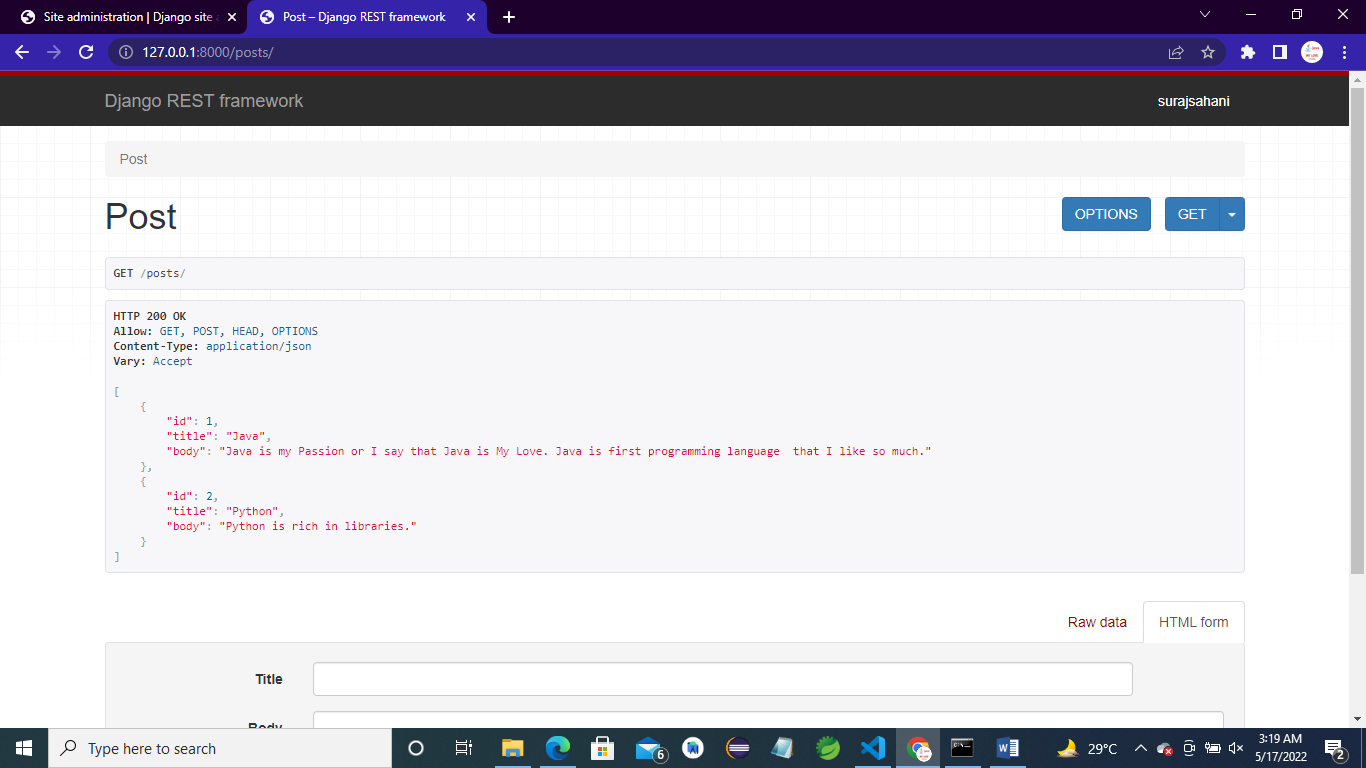 Site administration | Django site a
Post – Django REST framework
127.0.0.1:8000/posts/
Django REST framework
surajsahani
Post
Post
OPTIONS
GET
GET /posts/
HTTP 200 OK
Allow: GET, POST, HEAD, OPTIONS
Content-Type: application/json
Vary: Accept
[
    {
        "id": 1,
        "title": "Java",
        "body": "Java is my Passion or I say that Java is My Love. Java is first programming language  that I like so much."
    },
    {
        "id": 2,
        "title": "Python",
        "body": "Python is rich in libraries."
    }
]
Raw data
HTML form
Title
Body
Type here to search
6
29°C
3:19 AM
5/17/2022
2